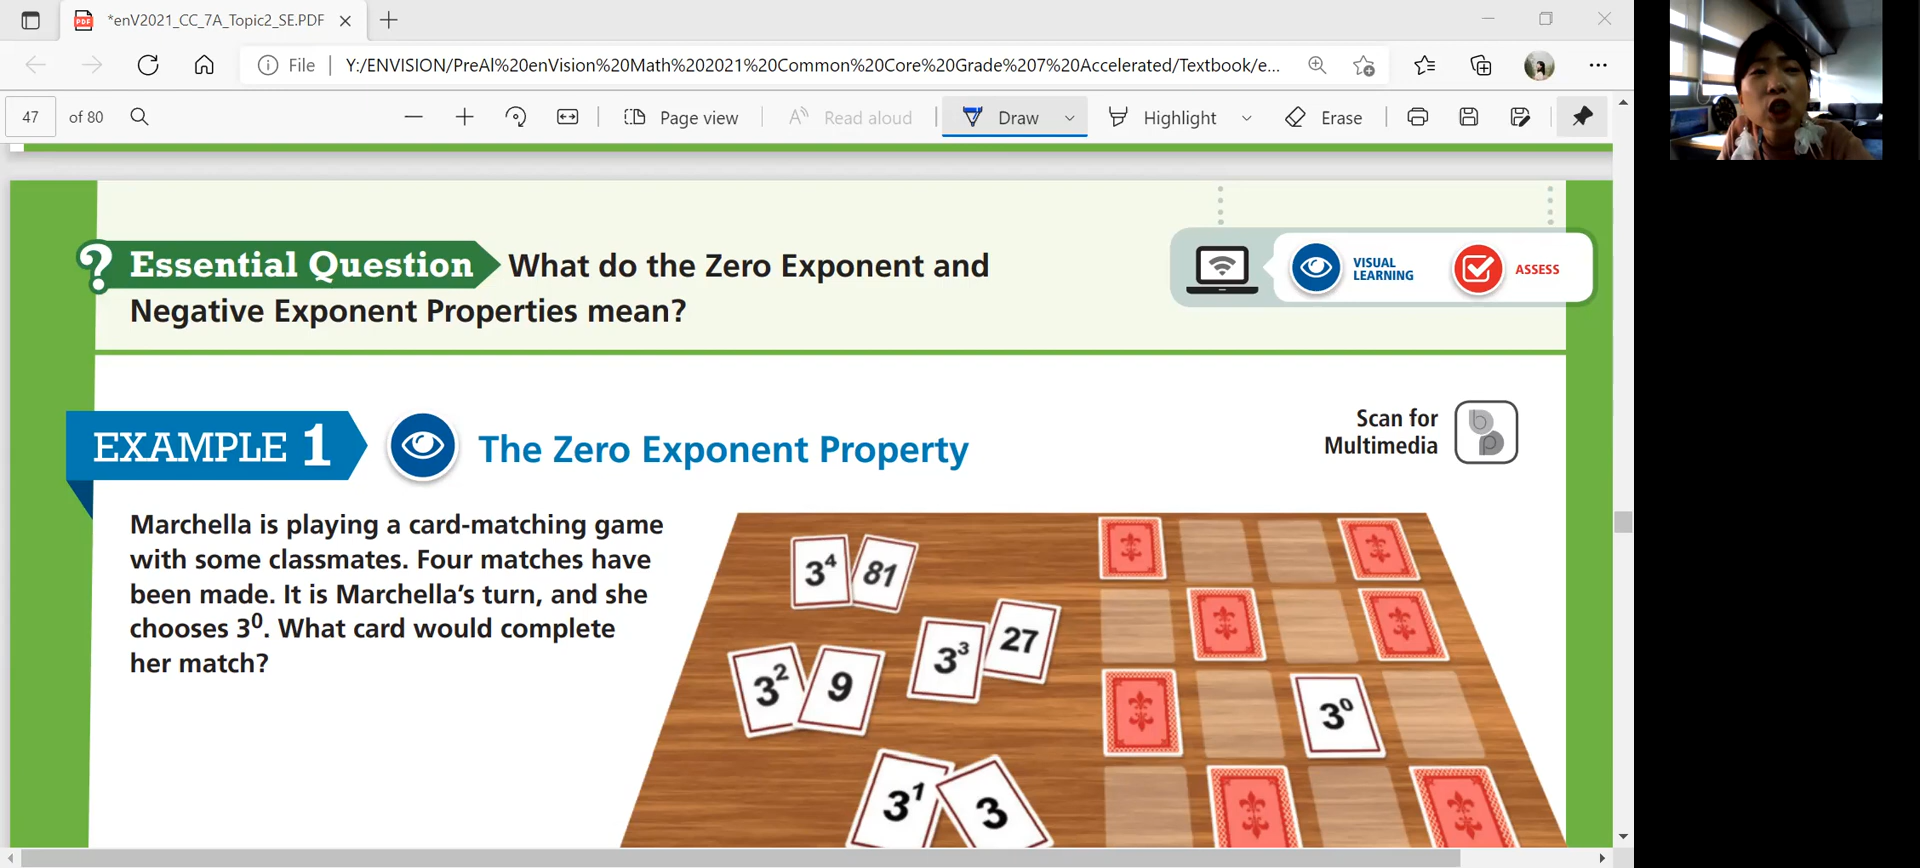 *enV2021_CC_7A_Topic2_SE.PDF
File
Y:/ENVISION/PreAl%20enVision%20Math%202021%20Common%20Core%20Grade%207%20Accelerated/Textbook/e...
47 of 80
Page view
Read aloud
Draw
Highlight
Erase
? Essential Question What do the Zero Exponent and
Negative Exponent Properties mean?
VISUAL
LEARNING
ASSESS
EXAMPLE 1 The Zero Exponent Property
Scan for
Multimedia
Marchella is playing a card-matching game
with some classmates. Four matches have
been made. It is Marchella’s turn, and she
chooses 3⁰. What card would complete
her match?
3⁴ 81
3³ 27
3² 9
3⁰
3¹ 3